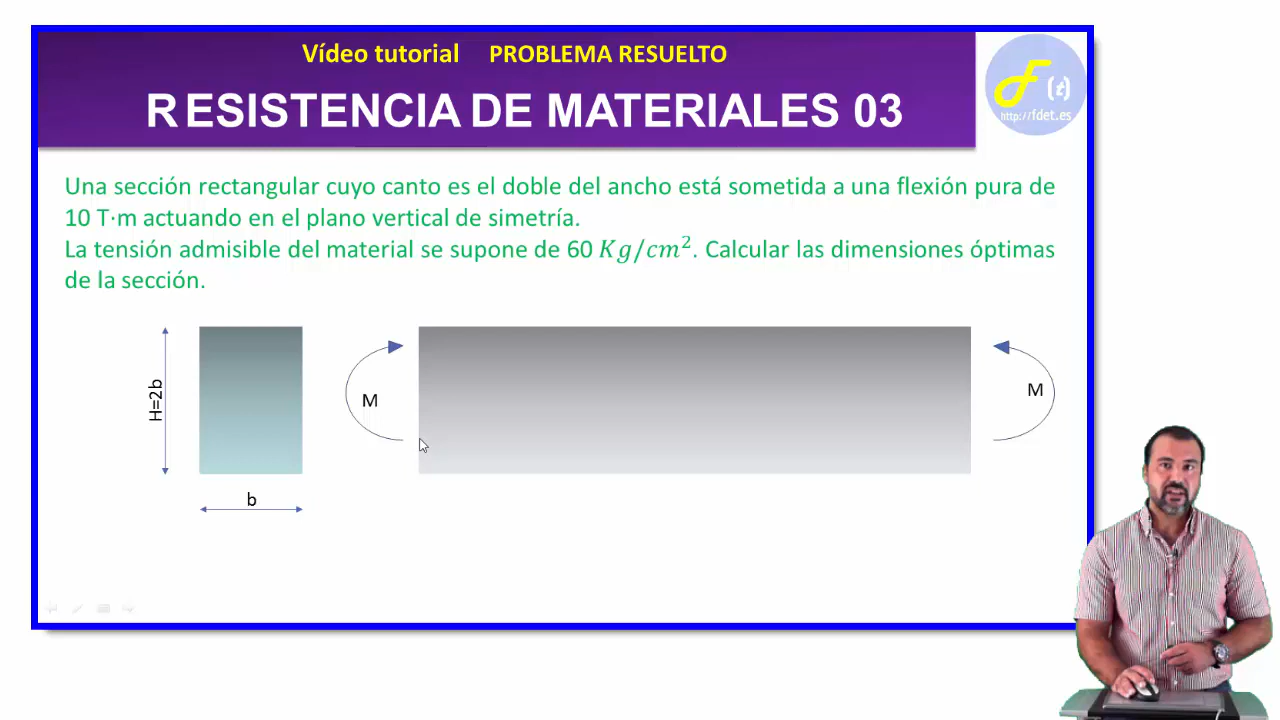 Vídeo tutorial PROBLEMA RESUELTO
RESISTENCIA DE MATERIALES 03
F(t)
http://fdet.es
Una sección rectangular cuyo canto es el doble del ancho está sometida a una flexión pura de
10 T·m actuando en el plano vertical de simetría.
La tensión admisible del material se supone de 60 Kg/cm². Calcular las dimensiones óptimas
de la sección.
H=2b
b
M
M